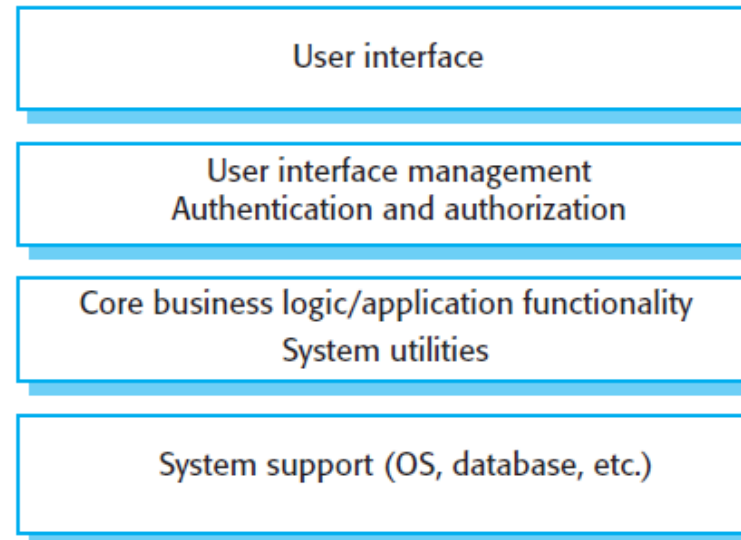 User interface
User interface management
Authentication and authorization
Core business logic/application functionality
System utilities
System support (OS, database, etc.)